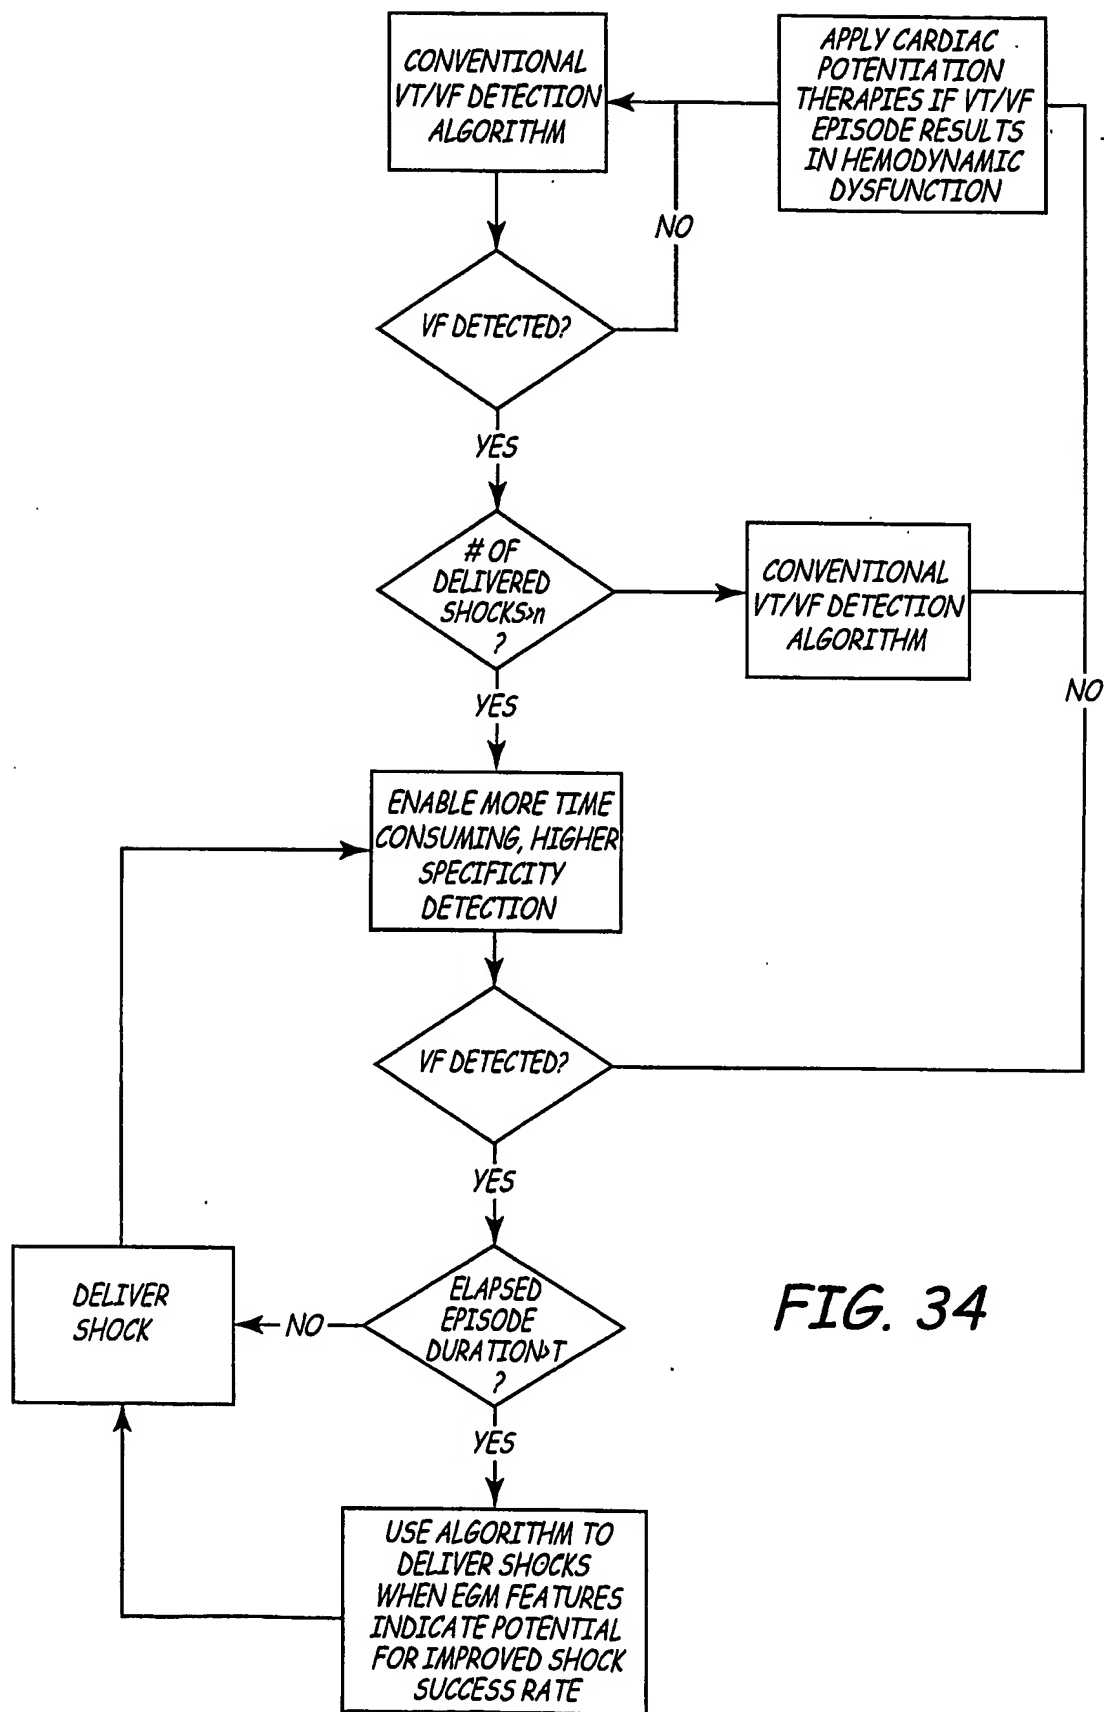 CONVENTIONAL
VT/VF DETECTION
ALGORITHM
APPLY CARDIAC
POTENTIATION
THERAPIES IF VT/VF
EPISODE RESULTS
IN HEMODYNAMIC
DYSFUNCTION
NO
VF DETECTED?
YES
# OF
DELIVERED
SHOCKS>n
?
CONVENTIONAL
VT/VF DETECTION
ALGORITHM
NO
YES
ENABLE MORE TIME
CONSUMING, HIGHER
SPECIFICITY
DETECTION
VF DETECTED?
YES
DELIVER
SHOCK
NO
ELAPSED
EPISODE
DURATION>T
?
FIG. 34
YES
USE ALGORITHM TO
DELIVER SHOCKS
WHEN EGM FEATURES
INDICATE POTENTIAL
FOR IMPROVED SHOCK
SUCCESS RATE